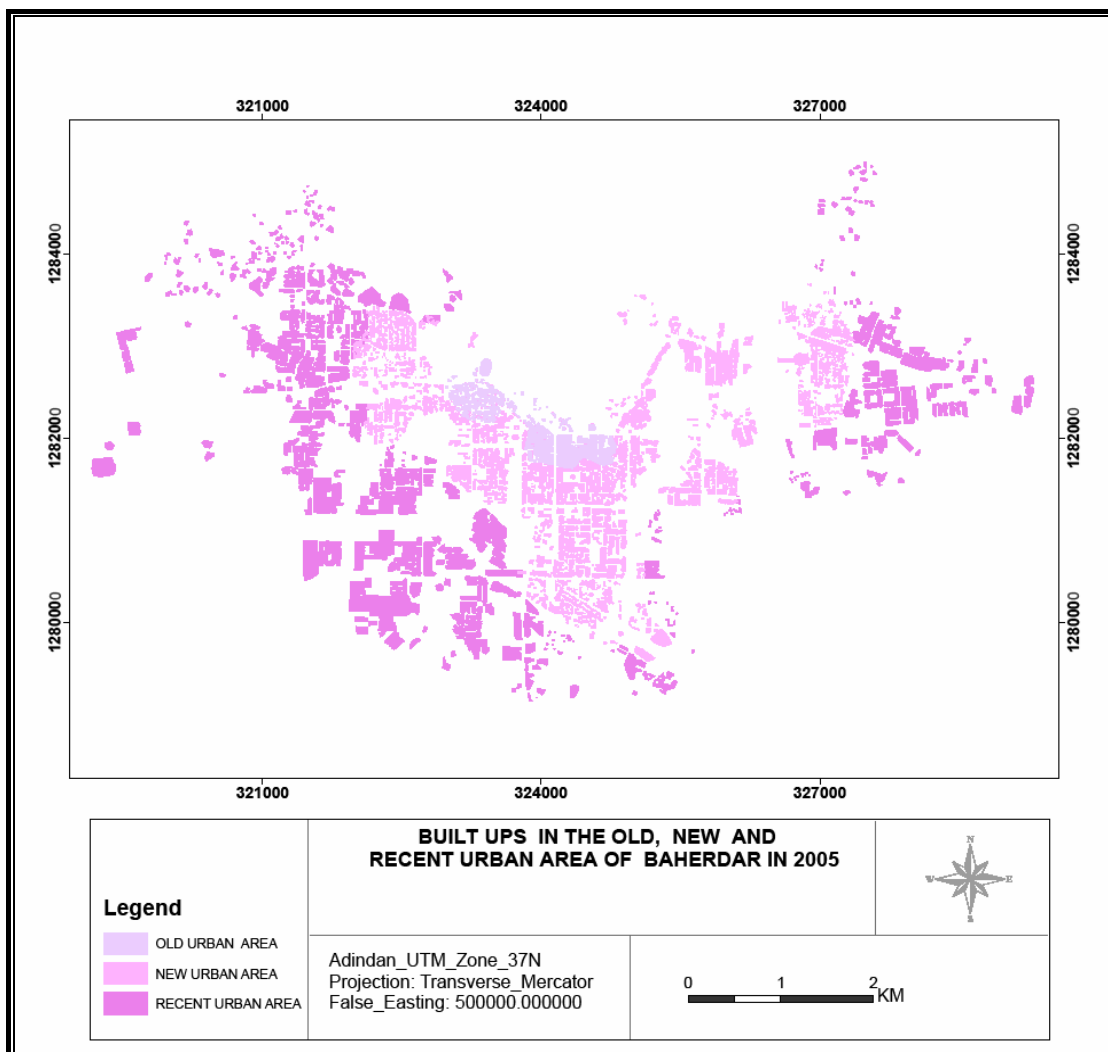 321000 324000 327000
1284000 1284000
1282000 1282000
1280000 1280000
321000 324000 327000
BUILT UPS IN THE OLD, NEW AND
RECENT URBAN AREA OF BAHERDAR IN 2005
N
W E
S
Legend
OLD URBAN AREA
NEW URBAN AREA
RECENT URBAN AREA
Adindan_UTM_Zone_37N
Projection: Transverse_Mercator
False_Easting: 500000.000000
0 1 2
KM